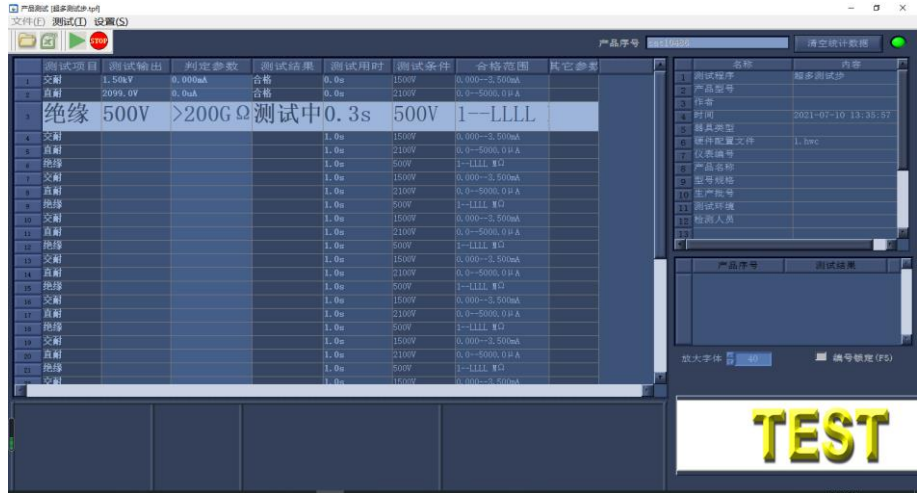 产品测试 [超多测试步.tpf]
文件(F) 测试(T) 设置(S)
STOP
产品序号
清空统计数据
测试项目 测试输出 判定参数 测试结果 测试用时 测试条件 合格范围 其它参数
1 交耐 1.50kV 0.000mA 合格 0.0s 1500V 0.000--3.500mA
2 直耐 2099.0V 0.0uA 合格 0.0s 2100V 0.0--5000.0μA
3 绝缘 500V >200GΩ 测试中 0.3s 500V 1--LLLL
4 交耐 1.0s 1500V 0.000--3.500mA
5 直耐 1.0s 2100V 0.0--5000.0μA
6 绝缘 1.0s 500V 1--LLLL MΩ
7 交耐 1.0s 1500V 0.000--3.500mA
8 直耐 1.0s 2100V 0.0--5000.0μA
9 绝缘 1.0s 500V 1--LLLL MΩ
10 交耐 1.0s 1500V 0.000--3.500mA
11 直耐 1.0s 2100V 0.0--5000.0μA
12 绝缘 1.0s 500V 1--LLLL MΩ
13 交耐 1.0s 1500V 0.000--3.500mA
14 直耐 1.0s 2100V 0.0--5000.0μA
15 绝缘 1.0s 500V 1--LLLL MΩ
16 交耐 1.0s 1500V 0.000--3.500mA
17 直耐 1.0s 2100V 0.0--5000.0μA
18 绝缘 1.0s 500V 1--LLLL MΩ
19 交耐 1.0s 1500V 0.000--3.500mA
20 直耐 1.0s 2100V 0.0--5000.0μA
21 绝缘 1.0s 500V 1--LLLL MΩ
交耐 1.0s 1500V 0.000--3.500mA
名称 内容
1 测试程序 超多测试步
2 产品型号
3 作者
4 时间 2021-07-10 13:35:57
5 器具类型
6 硬件配置文件 1.hwc
7 仪表编号
8 产品名称
9 型号规格
10 生产批号
11 测试环境
12 检测人员
13
产品序号 测试结果
放大字体 40 编号锁定(F5)
TEST